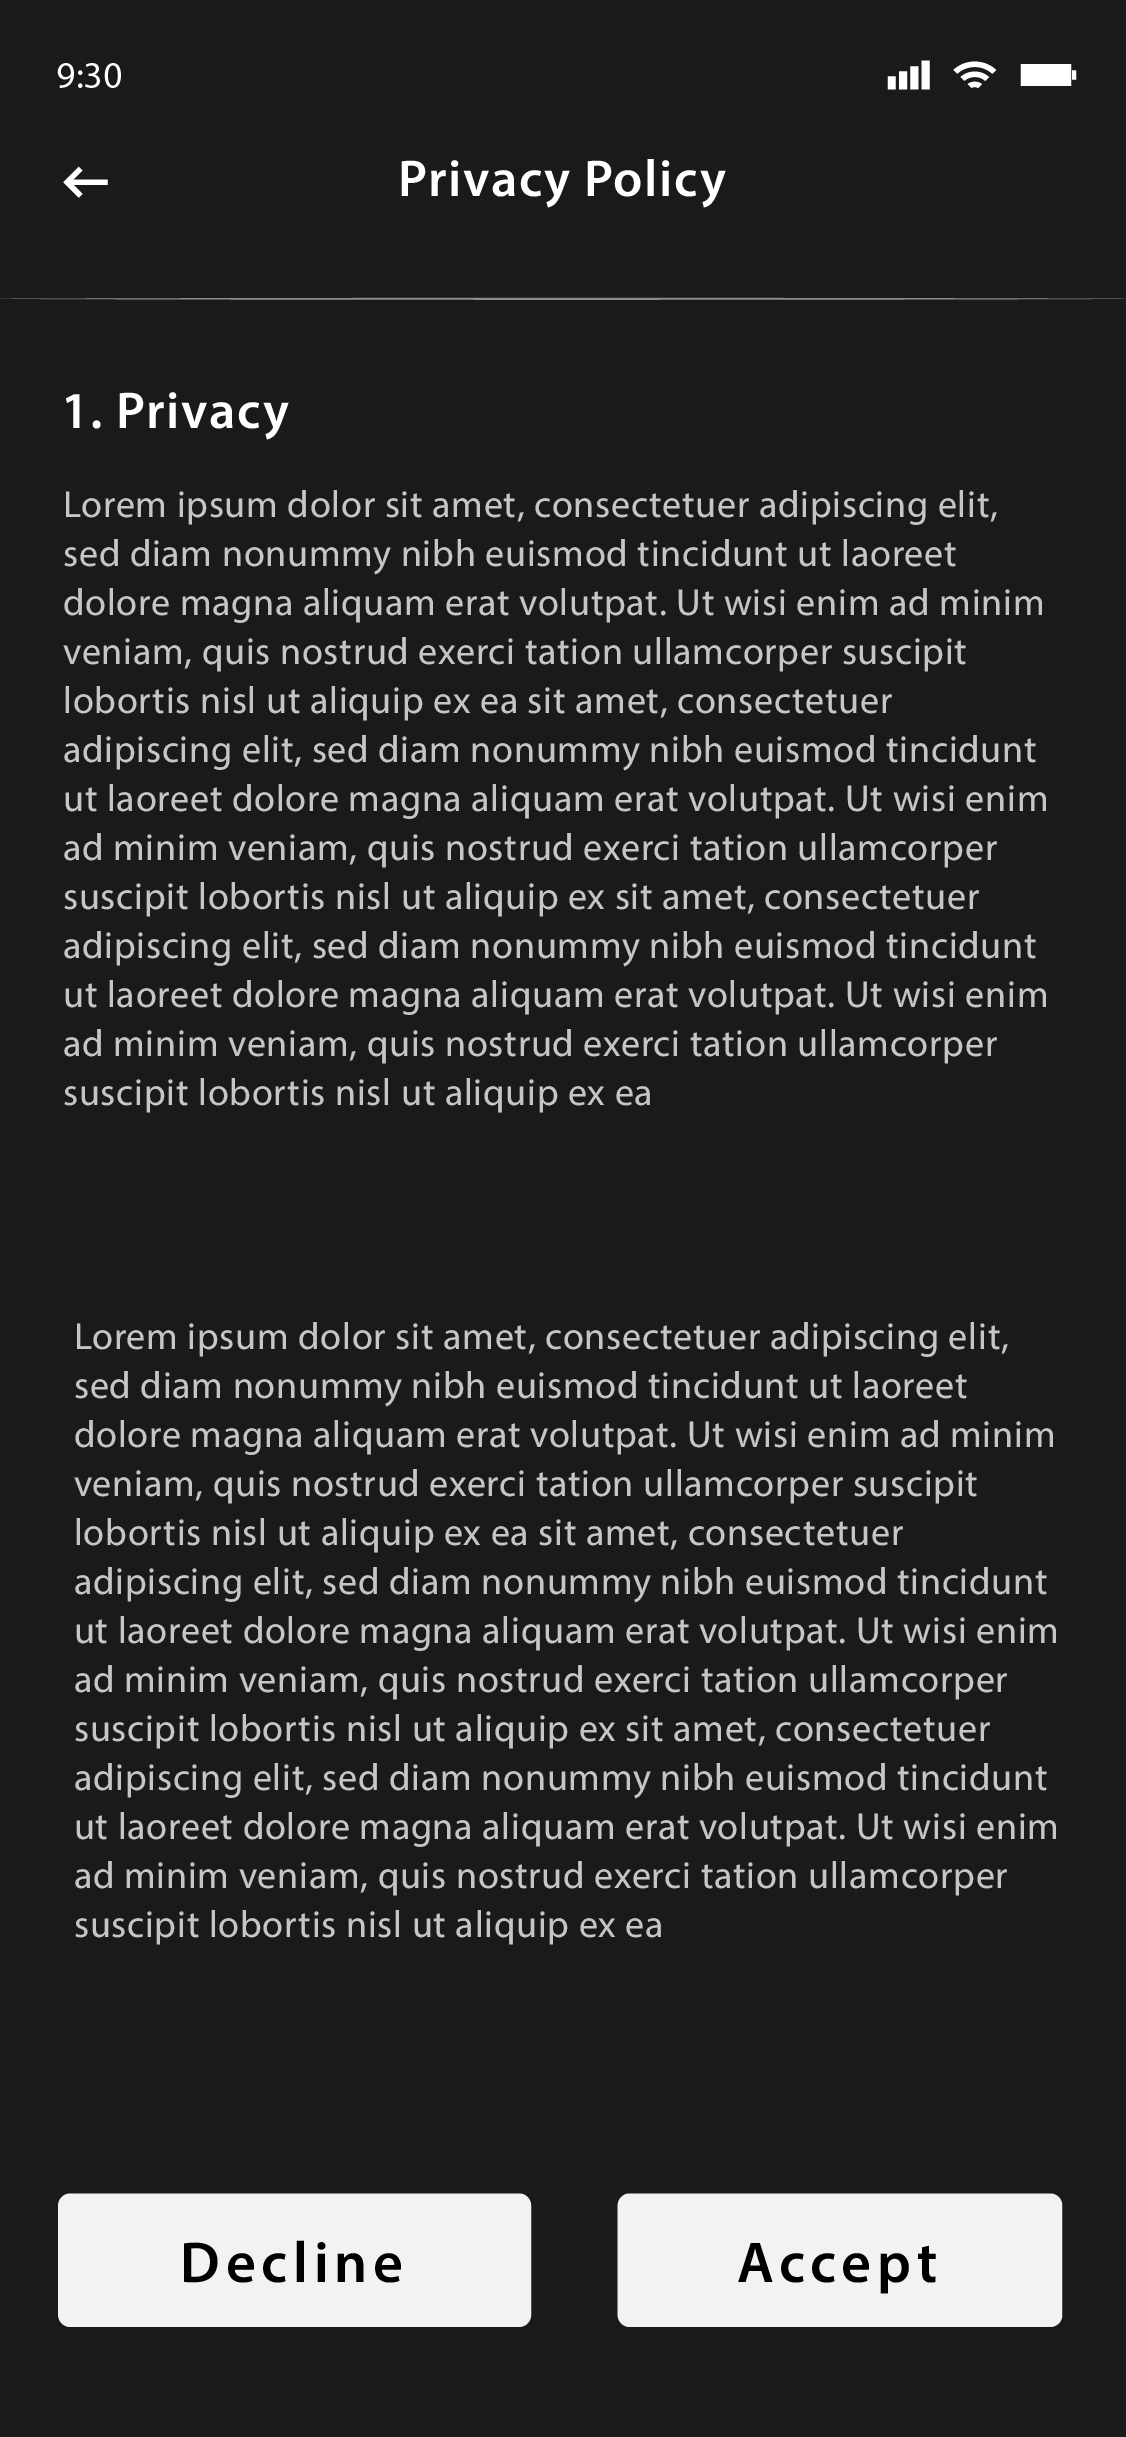 9:30
Privacy Policy
1. Privacy
Lorem ipsum dolor sit amet, consectetuer adipiscing elit,
sed diam nonummy nibh euismod tincidunt ut laoreet
dolore magna aliquam erat volutpat. Ut wisi enim ad minim
veniam, quis nostrud exerci tation ullamcorper suscipit
lobortis nisl ut aliquip ex ea sit amet, consectetuer
adipiscing elit, sed diam nonummy nibh euismod tincidunt
ut laoreet dolore magna aliquam erat volutpat. Ut wisi enim
ad minim veniam, quis nostrud exerci tation ullamcorper
suscipit lobortis nisl ut aliquip ex sit amet, consectetuer
adipiscing elit, sed diam nonummy nibh euismod tincidunt
ut laoreet dolore magna aliquam erat volutpat. Ut wisi enim
ad minim veniam, quis nostrud exerci tation ullamcorper
suscipit lobortis nisl ut aliquip ex ea
Lorem ipsum dolor sit amet, consectetuer adipiscing elit,
sed diam nonummy nibh euismod tincidunt ut laoreet
dolore magna aliquam erat volutpat. Ut wisi enim ad minim
veniam, quis nostrud exerci tation ullamcorper suscipit
lobortis nisl ut aliquip ex ea sit amet, consectetuer
adipiscing elit, sed diam nonummy nibh euismod tincidunt
ut laoreet dolore magna aliquam erat volutpat. Ut wisi enim
ad minim veniam, quis nostrud exerci tation ullamcorper
suscipit lobortis nisl ut aliquip ex sit amet, consectetuer
adipiscing elit, sed diam nonummy nibh euismod tincidunt
ut laoreet dolore magna aliquam erat volutpat. Ut wisi enim
ad minim veniam, quis nostrud exerci tation ullamcorper
suscipit lobortis nisl ut aliquip ex ea
Decline Accept